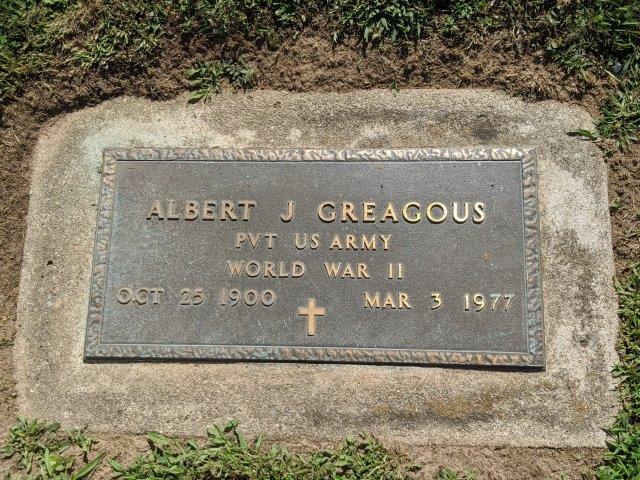 ALBERT J GREAGOUS
PVT US ARMY
WORLD WAR II
OCT 25 1900 MAR 3 1977